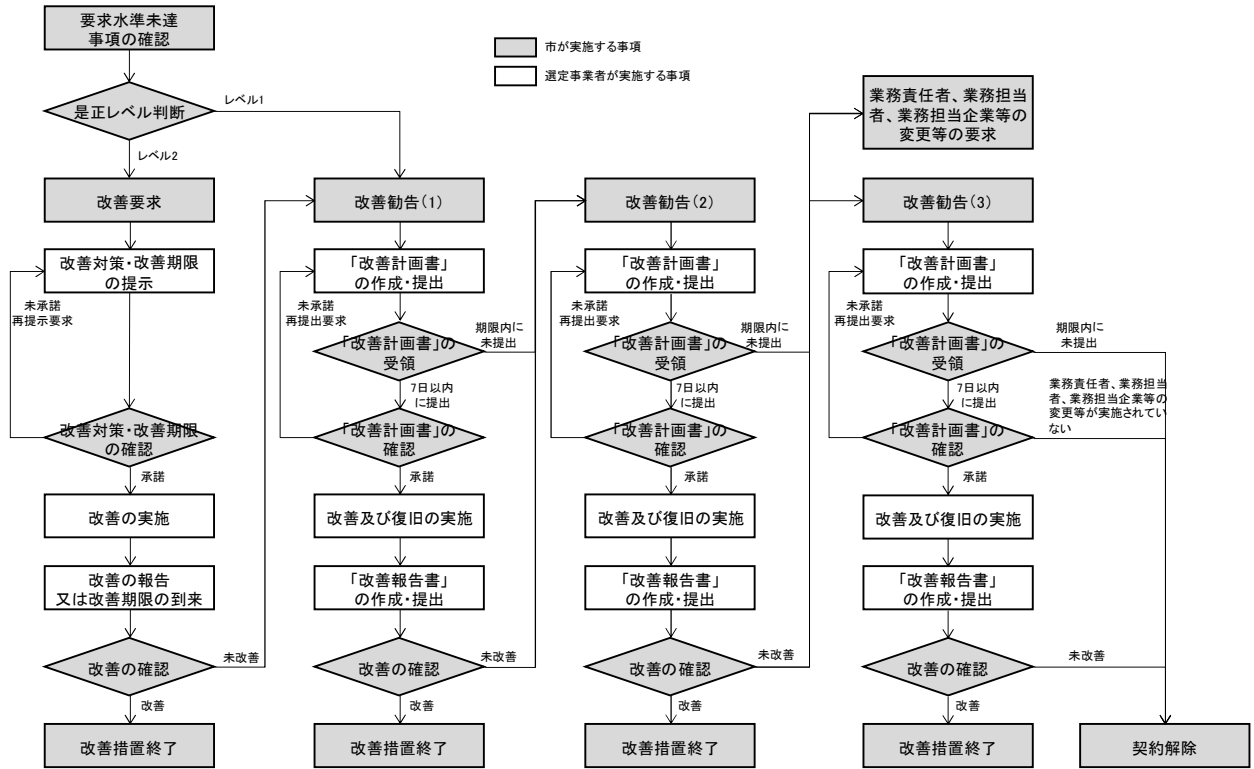 要求水準未達
事項の確認
市が実施する事項
選定事業者が実施する事項
是正レベル判断
レベル1
レベル2
業務責任者、業務担当
者、業務担当企業等の
変更等の要求
改善要求
改善対策・改善期限
の提示
未承諾
再提示要求
改善対策・改善期限
の確認
承諾
改善の実施
改善の報告
又は改善期限の到来
改善の確認
未改善
改善
改善措置終了
改善勧告(1)
「改善計画書」
の作成・提出
未承諾
再提出要求
「改善計画書」の
受領
期限内に
未提出
7日以内
に提出
「改善計画書」の
確認
承諾
改善及び復旧の実施
「改善報告書」
の作成・提出
改善の確認
未改善
改善
改善措置終了
改善勧告(2)
「改善計画書」
の作成・提出
未承諾
再提出要求
「改善計画書」の
受領
期限内に
未提出
7日以内
に提出
「改善計画書」の
確認
承諾
改善及び復旧の実施
「改善報告書」
の作成・提出
改善の確認
未改善
改善
改善措置終了
改善勧告(3)
「改善計画書」
の作成・提出
未承諾
再提出要求
「改善計画書」の
受領
期限内に
未提出
7日以内
に提出
業務責任者、業務担当
者、業務担当企業等の
変更等が実施されてい
ない
「改善計画書」の
確認
承諾
改善及び復旧の実施
「改善報告書」
の作成・提出
改善の確認
未改善
改善
改善措置終了
契約解除